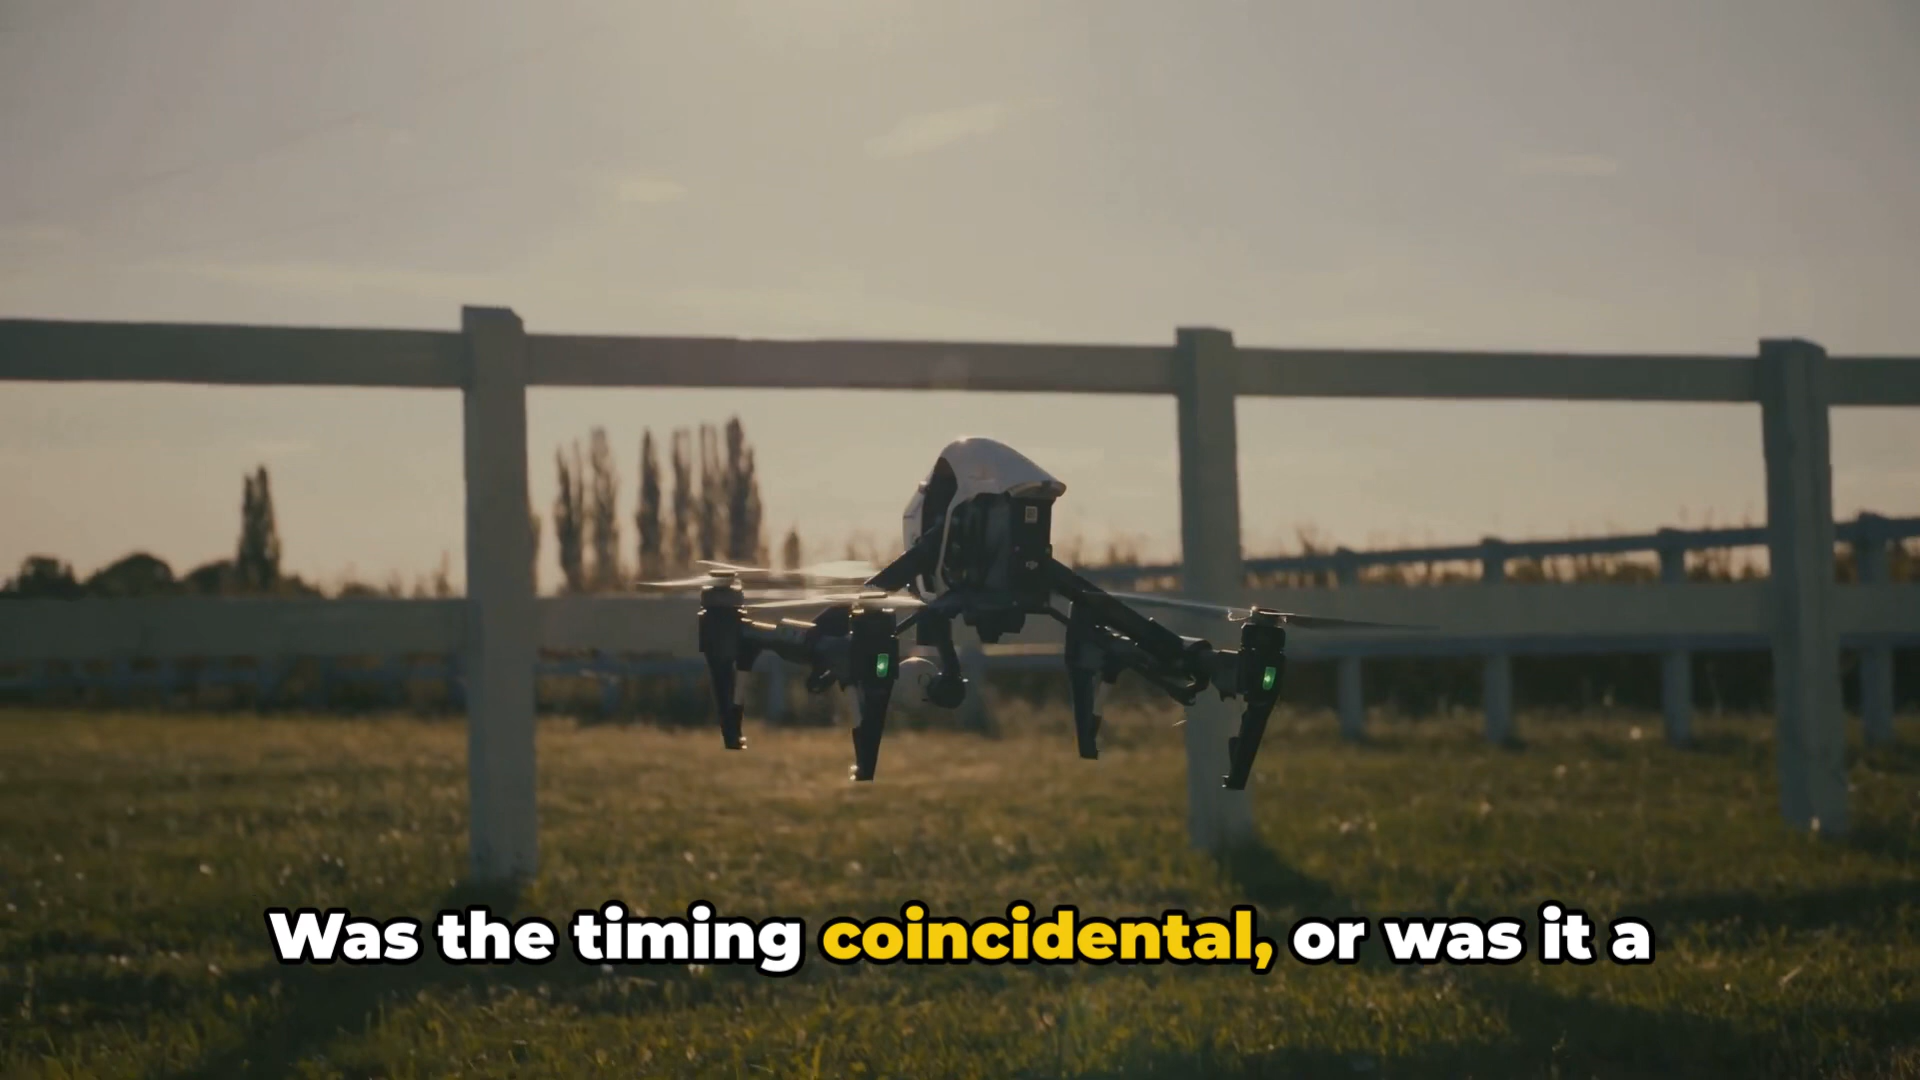 Was the timing coincidental, or was it a